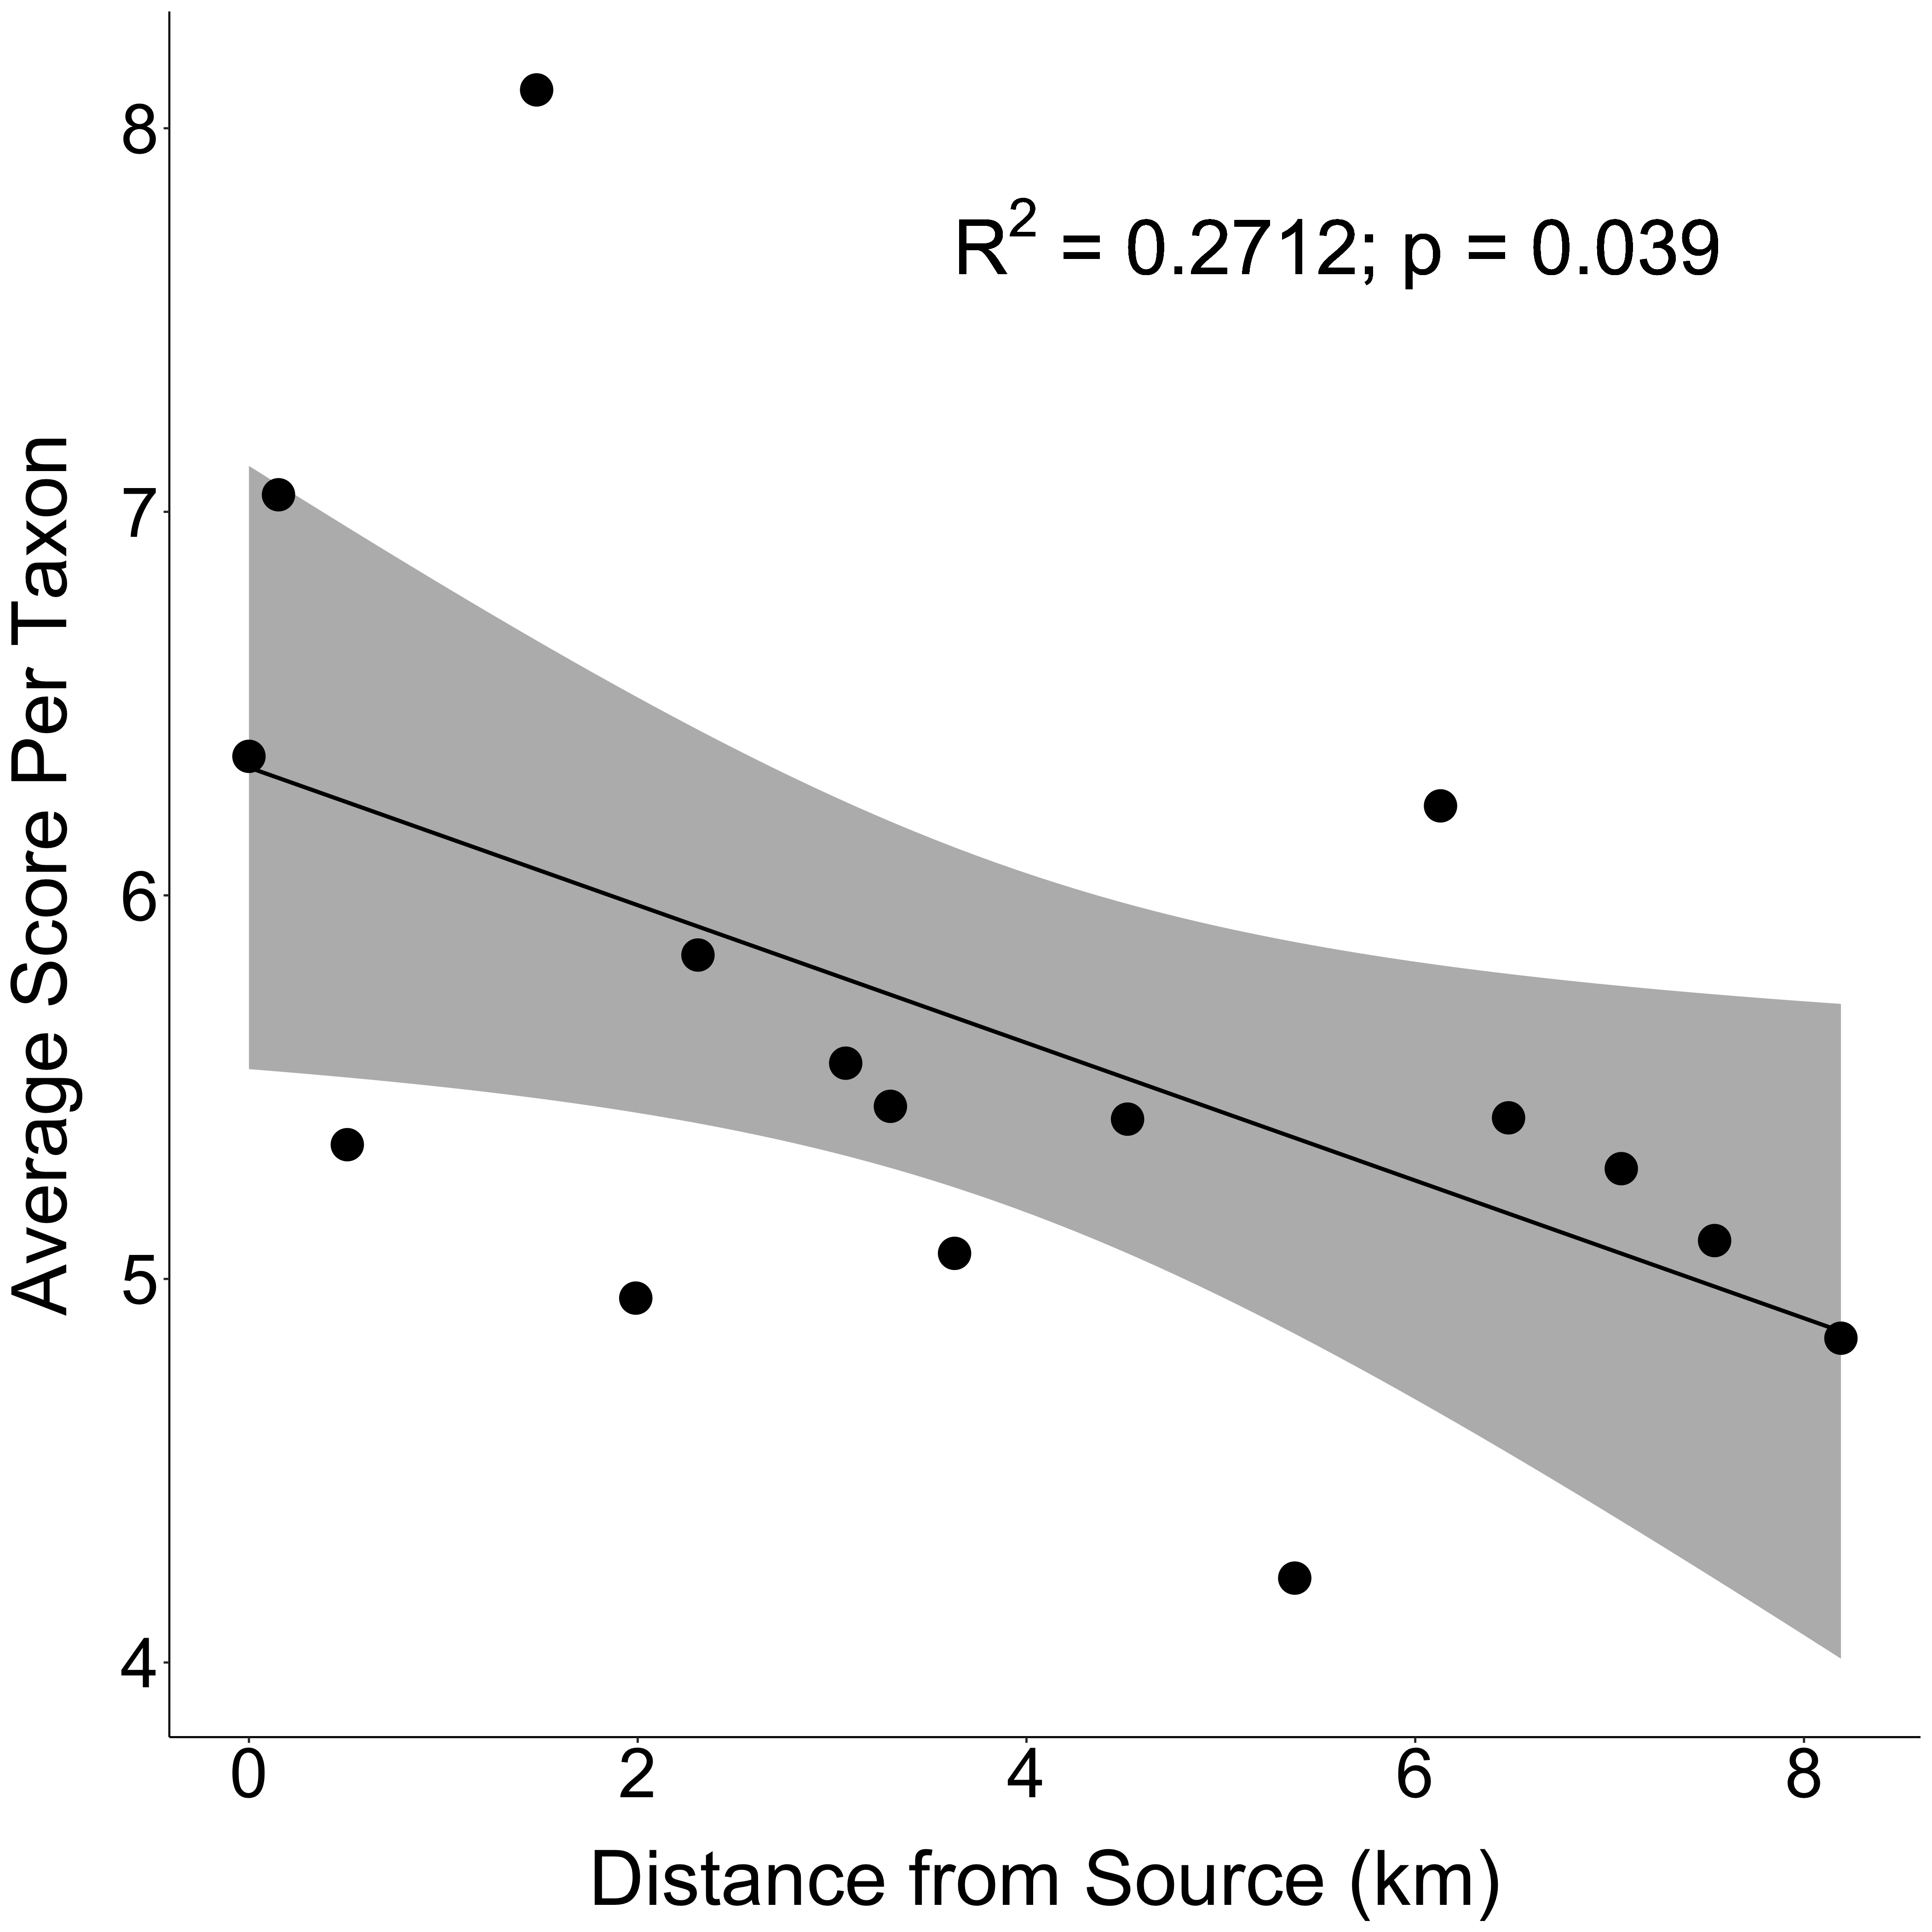 8
R² = 0.2712; p = 0.039
7
6
5
4
Average Score Per Taxon
0 2 4 6 8
Distance from Source (km)